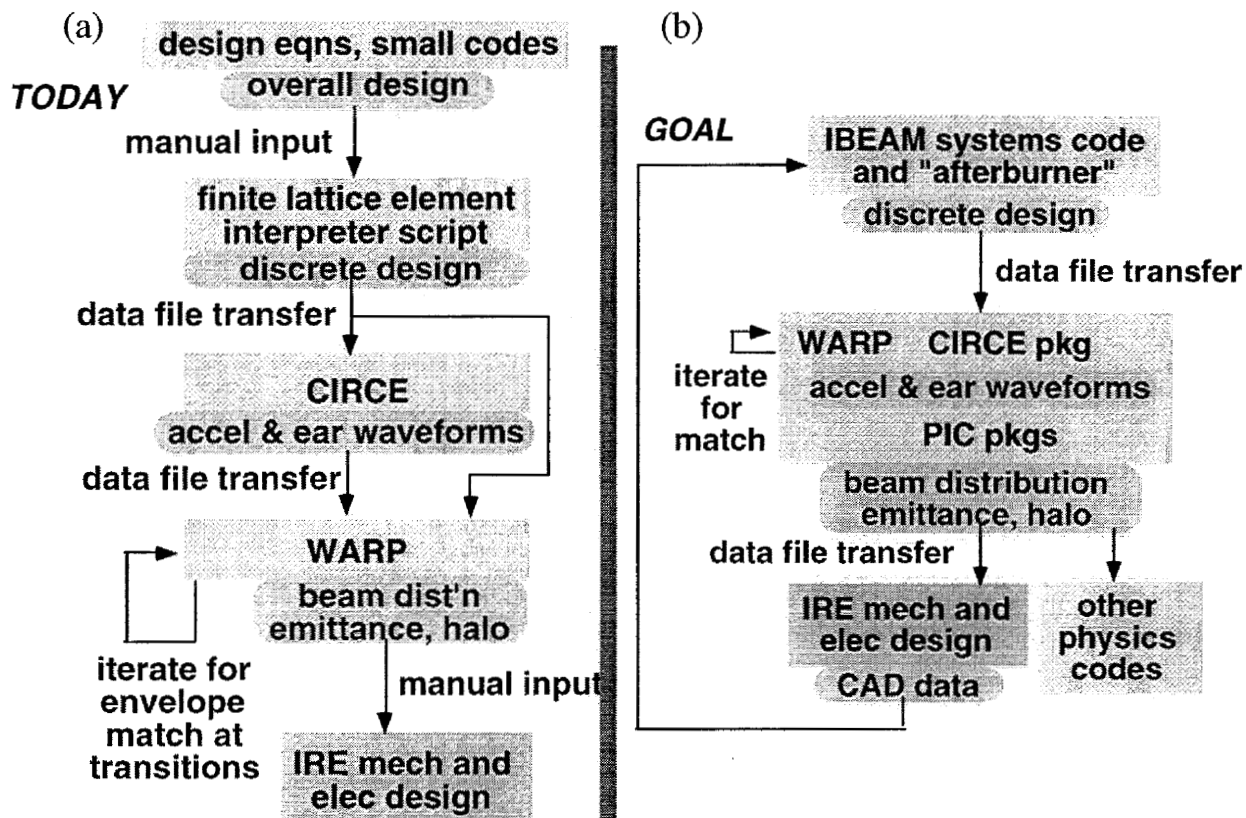 (a)
design eqns, small codes
overall design
TODAY
manual input
finite lattice element
interpreter script
discrete design
data file transfer
CIRCE
accel & ear waveforms
data file transfer
WARP
beam dist'n
emittance, halo
iterate for
envelope
match at
transitions
manual input
IRE mech and
elec design
(b)
GOAL
IBEAM systems code
and "afterburner"
discrete design
data file transfer
WARP CIRCE pkg
iterate
for
match
accel & ear waveforms
PIC pkgs
beam distribution
emittance, halo
data file transfer
IRE mech and
elec design
CAD data
other
physics
codes